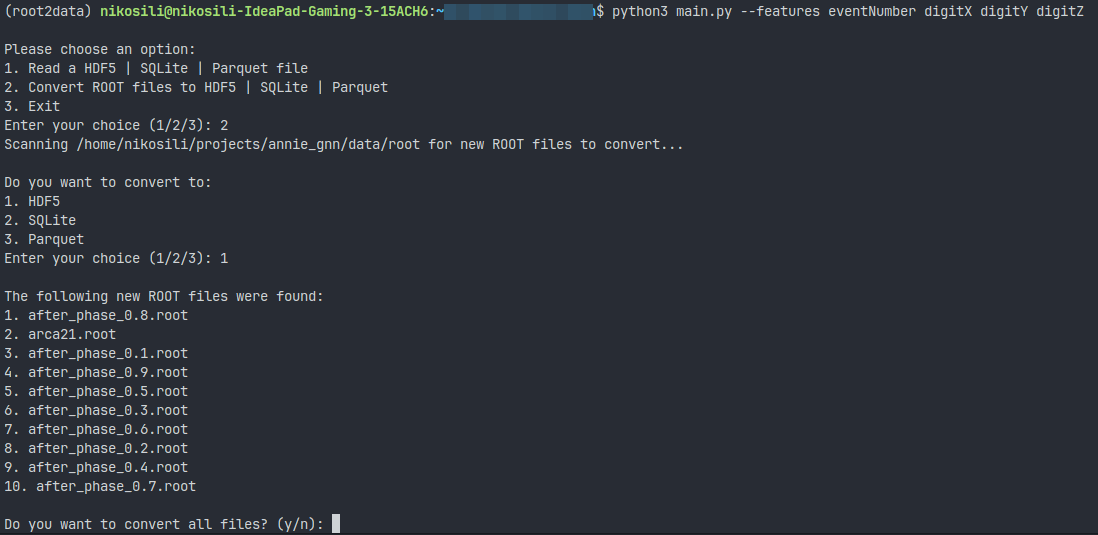 (root2data) nikosili@nikosili-IdeaPad-Gaming-3-15ACH6:~$ python3 main.py --features eventNumber digitX digitY digitZ
Please choose an option:
1. Read a HDF5 | SQLite | Parquet file
2. Convert ROOT files to HDF5 | SQLite | Parquet
3. Exit
Enter your choice (1/2/3): 2
Scanning /home/nikosili/projects/annie_gnn/data/root for new ROOT files to convert...
Do you want to convert to:
1. HDF5
2. SQLite
3. Parquet
Enter your choice (1/2/3): 1
The following new ROOT files were found:
1. after_phase_0.8.root
2. arca21.root
3. after_phase_0.1.root
4. after_phase_0.9.root
5. after_phase_0.5.root
6. after_phase_0.3.root
7. after_phase_0.6.root
8. after_phase_0.2.root
9. after_phase_0.4.root
10. after_phase_0.7.root
Do you want to convert all files? (y/n):